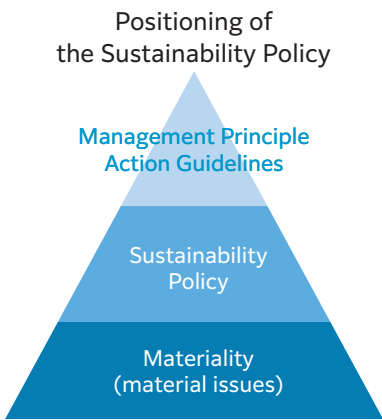 Positioning of
the Sustainability Policy
Management Principle
Action Guidelines
Sustainability
Policy
Materiality
(material issues)